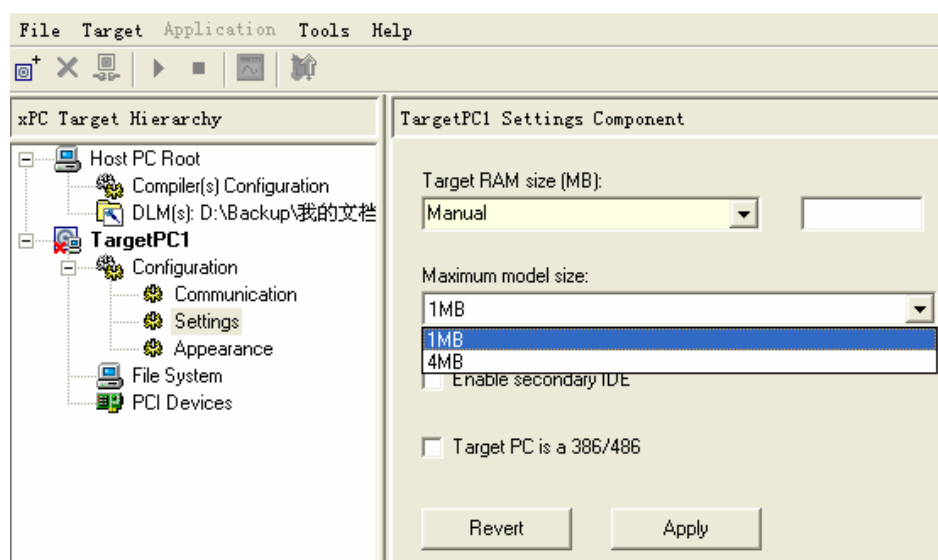 File Target Application Tools Help
xPC Target Hierarchy
TargetPC1 Settings Component
Host PC Root
Compiler(s) Configuration
DLM(s): D:\Backup\我的文档
TargetPC1
Configuration
Communication
Settings
Appearance
File System
PCI Devices
Target RAM size (MB):
Manual
Maximum model size:
1MB
1MB
4MB
Enable secondary IDE
Target PC is a 386/486
Revert Apply